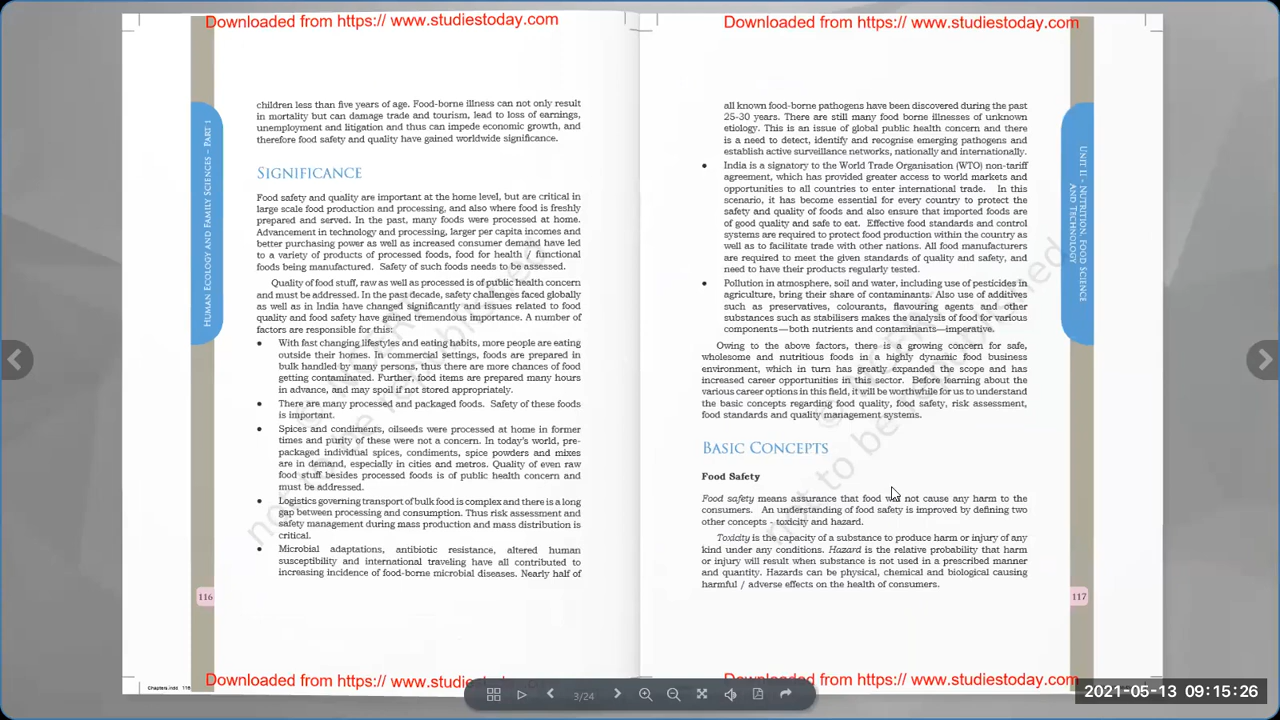 Downloaded from https:// www.studiestoday.com
children less than five years of age. Food-borne illness can not only result
in mortality but can damage trade and tourism, lead to loss of earnings,
unemployment and litigation and thus can impede economic growth, and
therefore food safety and quality have gained worldwide significance.
SIGNIFICANCE
Food safety and quality are important at the home level, but are critical in
large scale food production and processing, and also where food is freshly
prepared and served. In the past, many foods were processed at home.
Advancement in technology and processing, larger per capita incomes and
better purchasing power as well as increased consumer demand have led
to a variety of products of processed foods, food for health / functional
foods being manufactured. Safety of such foods needs to be assessed.
Quality of food stuff, raw as well as processed is of public health concern
and must be addressed. In the past decade, safety challenges faced globally
as well as in India have changed significantly and issues related to food
quality and food safety have gained tremendous importance. A number of
factors are responsible for this:
• With fast changing lifestyles and eating habits, more people are eating
outside their homes. In commercial settings, foods are prepared in
bulk handled by many persons, thus there are more chances of food
getting contaminated. Further, food items are prepared many hours
in advance, and may spoil if not stored appropriately.
• There are many processed and packaged foods. Safety of these foods
is important.
• Spices and condiments, oilseeds were processed at home in former
times and purity of these were not a concern. In today's world, pre-
packaged individual spices, condiments, spice powders and mixes
are in demand, especially in cities and metros. Quality of even raw
food stuff besides processed foods is of public health concern and
must be addressed.
• Logistics governing transport of bulk food is complex and there is a long
gap between processing and consumption. Thus risk assessment and
safety management during mass production and mass distribution is
critical.
• Microbial adaptations, antibiotic resistance, altered human
susceptibility and international traveling have all contributed to
increasing incidence of food-borne microbial diseases. Nearly half of
HUMAN ECOLOGY AND FAMILY SCIENCES – PART 1
116
Chapter5.indd 116
Downloaded from https:// www.studiestoday.com
Downloaded from https:// www.studiestoday.com
all known food-borne pathogens have been discovered during the past
25-30 years. There are still many food borne illnesses of unknown
etiology. This is an issue of global public health concern and there
is a need to detect, identify and recognise emerging pathogens and
establish active surveillance networks, nationally and internationally.
• India is a signatory to the World Trade Organisation (WTO) non-tariff
agreement, which has provided greater access to world markets and
opportunities to all countries to enter international trade. In this
scenario, it has become essential for every country to protect the
safety and quality of foods and also ensure that imported foods are
of good quality and safe to eat. Effective food standards and control
systems are required to protect food production within the country as
well as to facilitate trade with other nations. All food manufacturers
are required to meet the given standards of quality and safety, and
need to have their products regularly tested.
• Pollution in atmosphere, soil and water, including use of pesticides in
agriculture, bring their share of contaminants. Also use of additives
such as preservatives, colourants, flavouring agents and other
substances such as stabilisers makes the analysis of food for various
components—both nutrients and contaminants—imperative.
Owing to the above factors, there is a growing concern for safe,
wholesome and nutritious foods in a highly dynamic food business
environment, which in turn has greatly expanded the scope and has
increased career opportunities in this sector. Before learning about the
various career options in this field, it will be worthwhile for us to understand
the basic concepts regarding food quality, food safety, risk assessment,
food standards and quality management systems.
BASIC CONCEPTS
Food Safety
Food safety means assurance that food will not cause any harm to the
consumers. An understanding of food safety is improved by defining two
other concepts - toxicity and hazard.
Toxicity is the capacity of a substance to produce harm or injury of any
kind under any conditions. Hazard is the relative probability that harm
or injury will result when substance is not used in a prescribed manner
and quantity. Hazards can be physical, chemical and biological causing
harmful / adverse effects on the health of consumers.
UNIT II - NUTRITION, FOOD SCIENCE
AND TECHNOLOGY
117
Downloaded from https:// www.studiestoday.com
3/24
2021-05-13 09:15:26
not to be